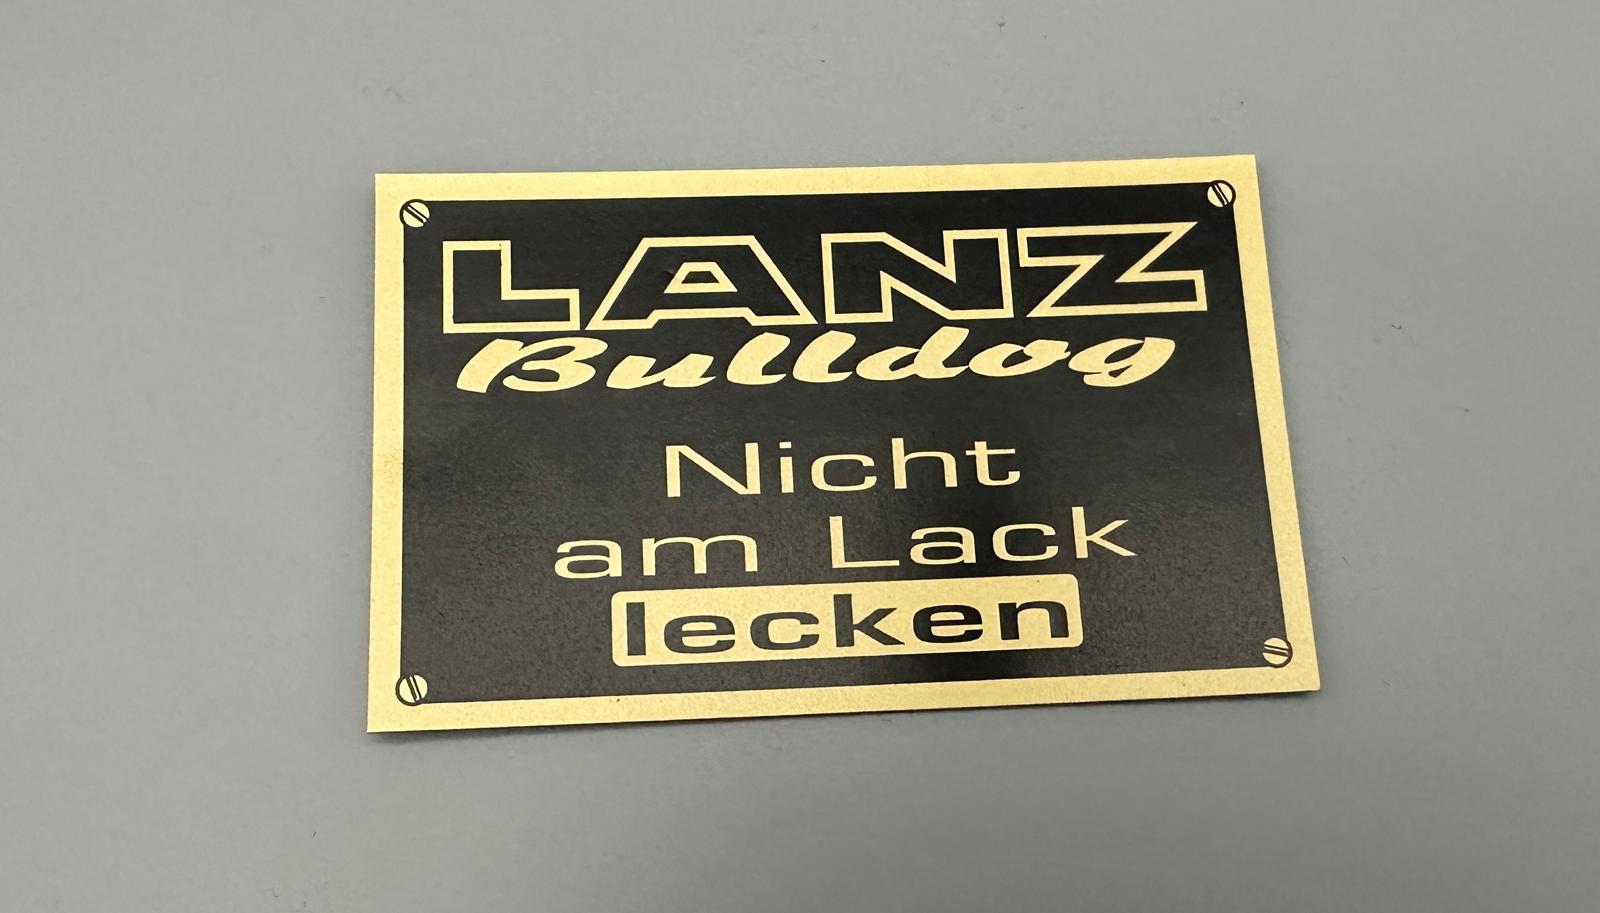 LANZ
Bulldog
Nicht
am Lack
lecken